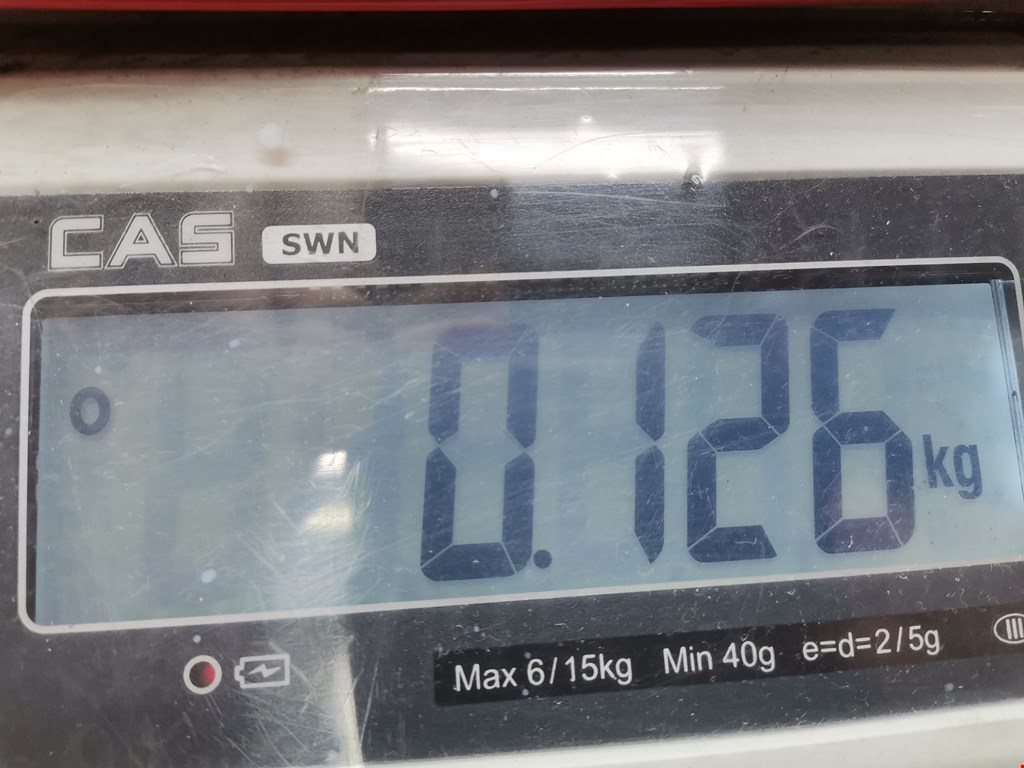 CAS SWN
0.126 kg
Max 6/15kg Min 40g e=d=2/5g